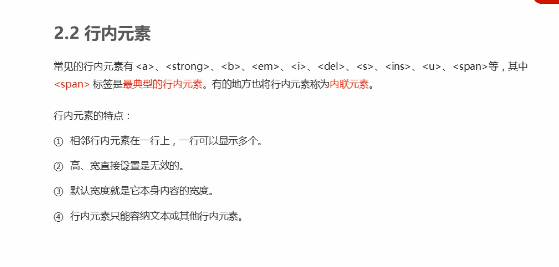 2.2 行内元素
常见的行内元素有 <a>、<strong>、<b>、<em>、<i>、<del>、<s>、<ins>、<u>、<span>等，其中
<span> 标签是最典型的行内元素。有的地方也将行内元素称为内联元素。
行内元素的特点：
① 相邻行内元素在一行上，一行可以显示多个。
② 高、宽直接设置是无效的。
③ 默认宽度就是它本身内容的宽度。
④ 行内元素只能容纳文本或其他行内元素。